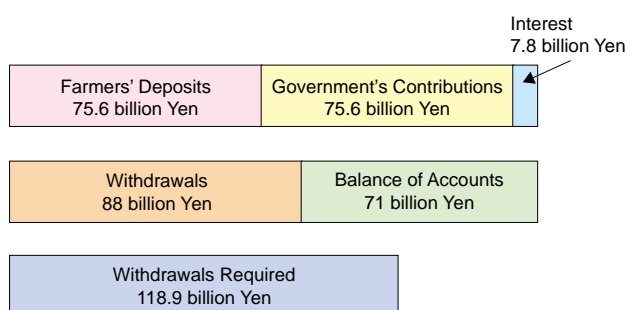 Interest
7.8 billion Yen
Farmers’ Deposits
75.6 billion Yen
Government’s Contributions
75.6 billion Yen
Withdrawals
88 billion Yen
Balance of Accounts
71 billion Yen
Withdrawals Required
118.9 billion Yen